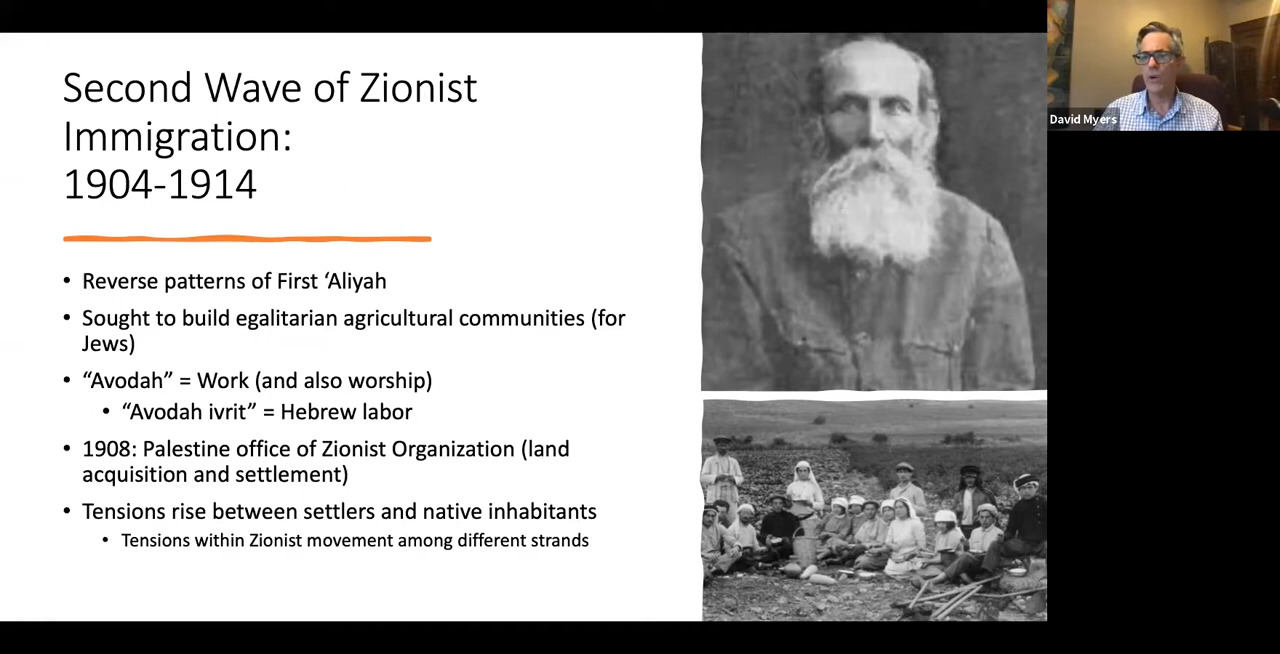 Second Wave of Zionist
Immigration:
1904-1914
• Reverse patterns of First ‘Aliyah
• Sought to build egalitarian agricultural communities (for
Jews)
• “Avodah” = Work (and also worship)
• “Avodah ivrit” = Hebrew labor
• 1908: Palestine office of Zionist Organization (land
acquisition and settlement)
• Tensions rise between settlers and native inhabitants
• Tensions within Zionist movement among different strands
David Myers